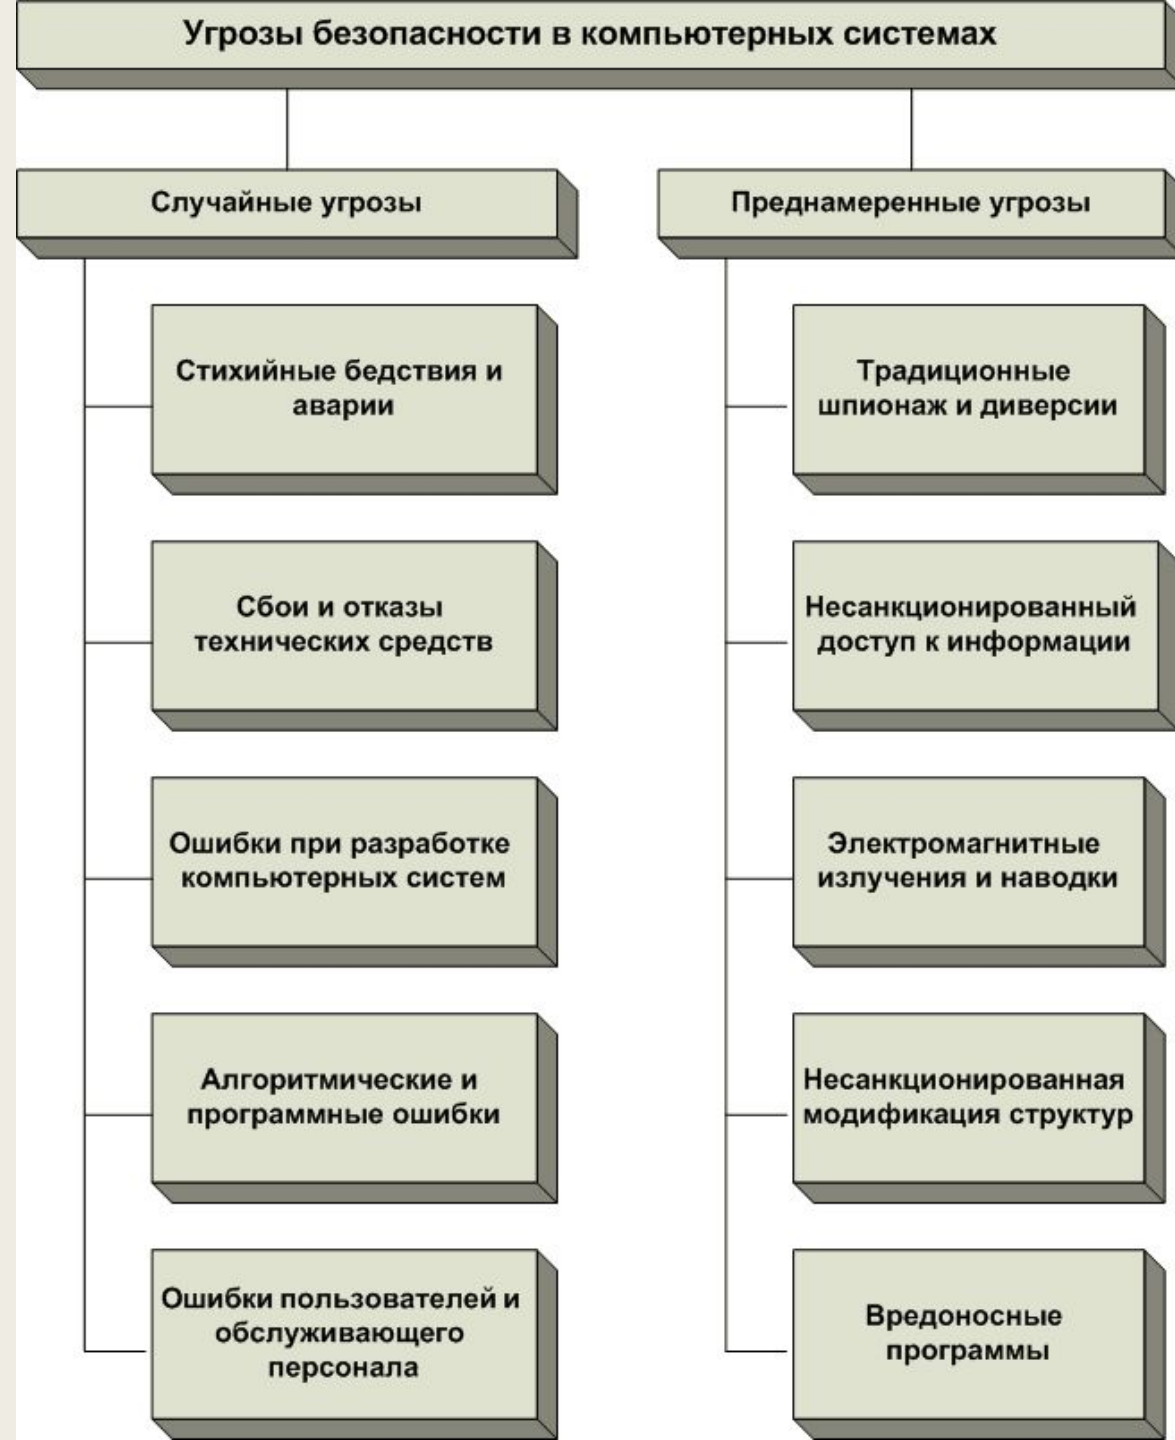 Угрозы безопасности в компьютерных системах
Случайные угрозы
Стихийные бедствия и
аварии
Сбои и отказы
технических средств
Ошибки при разработке
компьютерных систем
Алгоритмические и
программные ошибки
Ошибки пользователей и
обслуживающего
персонала
Преднамеренные угрозы
Традиционные
шпионаж и диверсии
Несанкционированный
доступ к информации
Электромагнитные
излучения и наводки
Несанкционированная
модификация структур
Вредоносные
программы